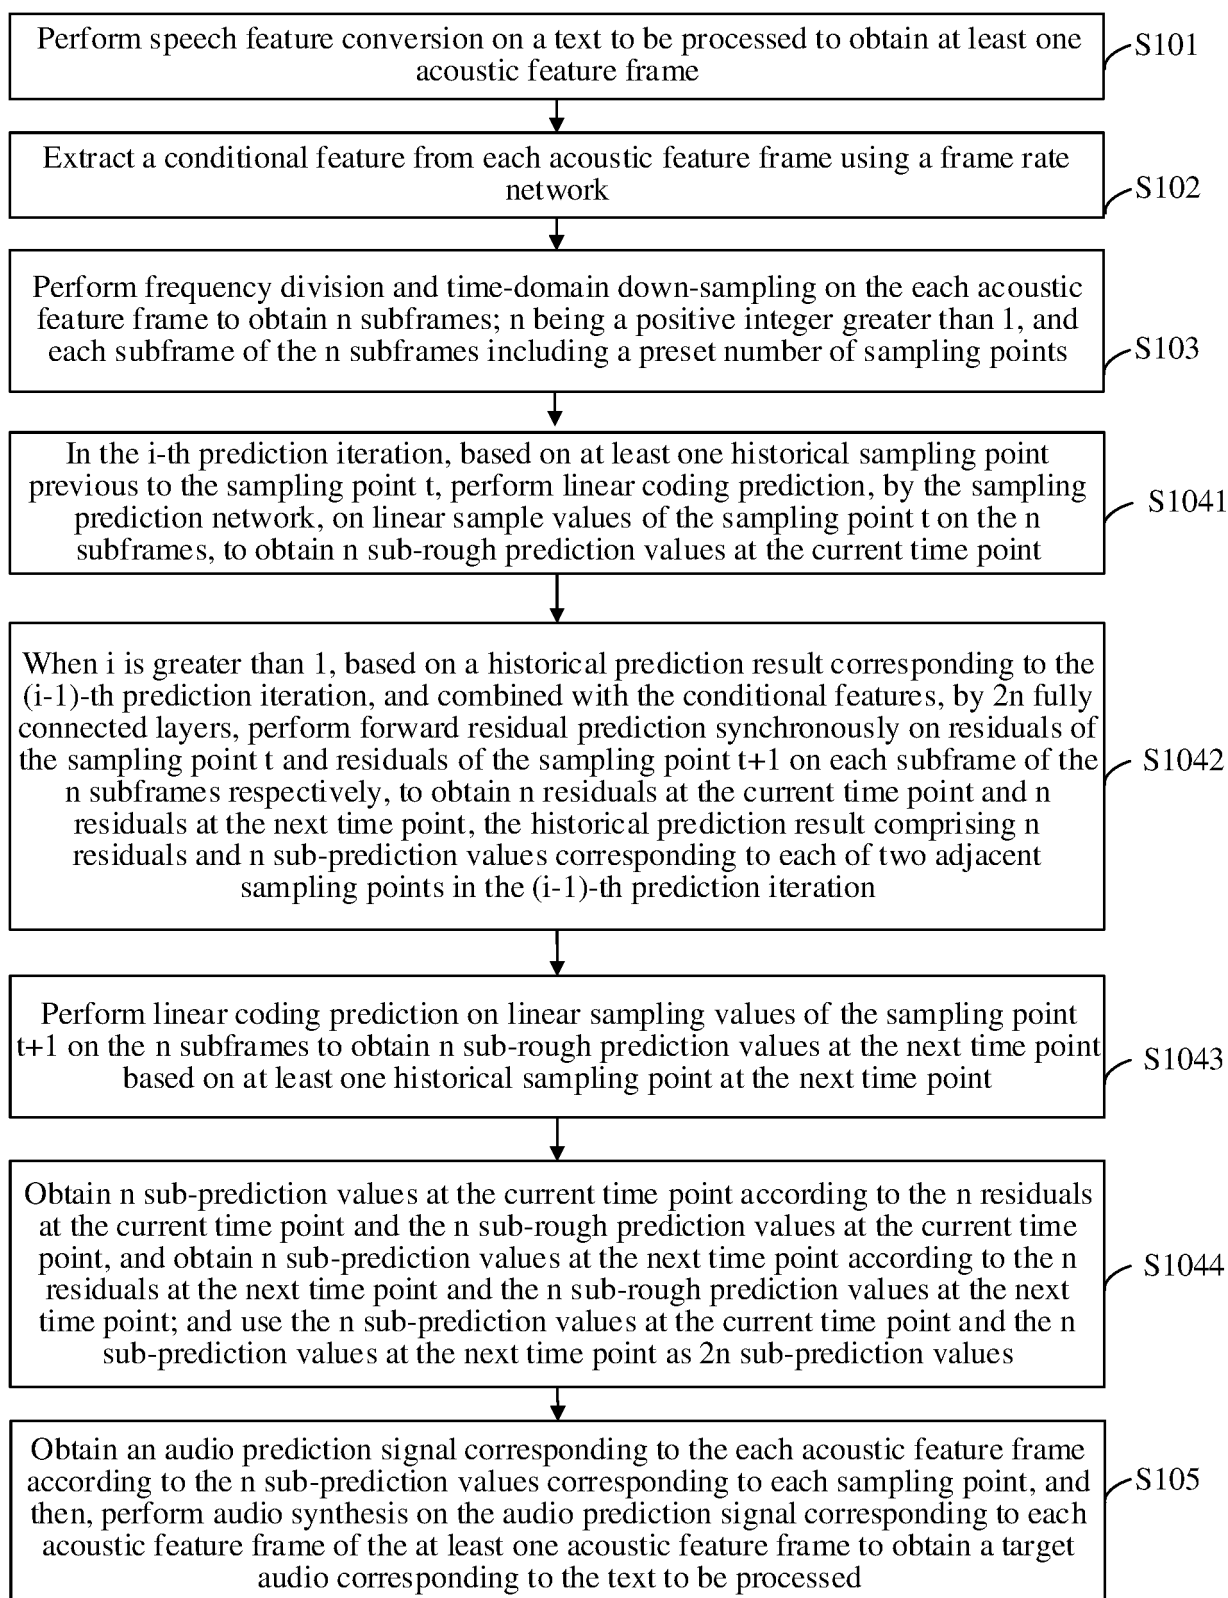 Perform speech feature conversion on a text to be processed to obtain at least one
acoustic feature frame
S101
Extract a conditional feature from each acoustic feature frame using a frame rate
network
S102
Perform frequency division and time-domain down-sampling on the each acoustic
feature frame to obtain n subframes; n being a positive integer greater than 1, and
each subframe of the n subframes including a preset number of sampling points
S103
In the i-th prediction iteration, based on at least one historical sampling point
previous to the sampling point t, perform linear coding prediction, by the sampling
prediction network, on linear sample values of the sampling point t on the n
subframes, to obtain n sub-rough prediction values at the current time point
S1041
When i is greater than 1, based on a historical prediction result corresponding to the
(i-1)-th prediction iteration, and combined with the conditional features, by 2n fully
connected layers, perform forward residual prediction synchronously on residuals of
the sampling point t and residuals of the sampling point t+1 on each subframe of the
n subframes respectively, to obtain n residuals at the current time point and n
residuals at the next time point, the historical prediction result comprising n
residuals and n sub-prediction values corresponding to each of two adjacent
sampling points in the (i-1)-th prediction iteration
S1042
Perform linear coding prediction on linear sampling values of the sampling point
t+1 on the n subframes to obtain n sub-rough prediction values at the next time point
based on at least one historical sampling point at the next time point
S1043
Obtain n sub-prediction values at the current time point according to the n residuals
at the current time point and the n sub-rough prediction values at the current time
point, and obtain n sub-prediction values at the next time point according to the n
residuals at the next time point and the n sub-rough prediction values at the next
time point; and use the n sub-prediction values at the current time point and the n
sub-prediction values at the next time point as 2n sub-prediction values
S1044
Obtain an audio prediction signal corresponding to the each acoustic feature frame
according to the n sub-prediction values corresponding to each sampling point, and
then, perform audio synthesis on the audio prediction signal corresponding to each
acoustic feature frame of the at least one acoustic feature frame to obtain a target
audio corresponding to the text to be processed
S105